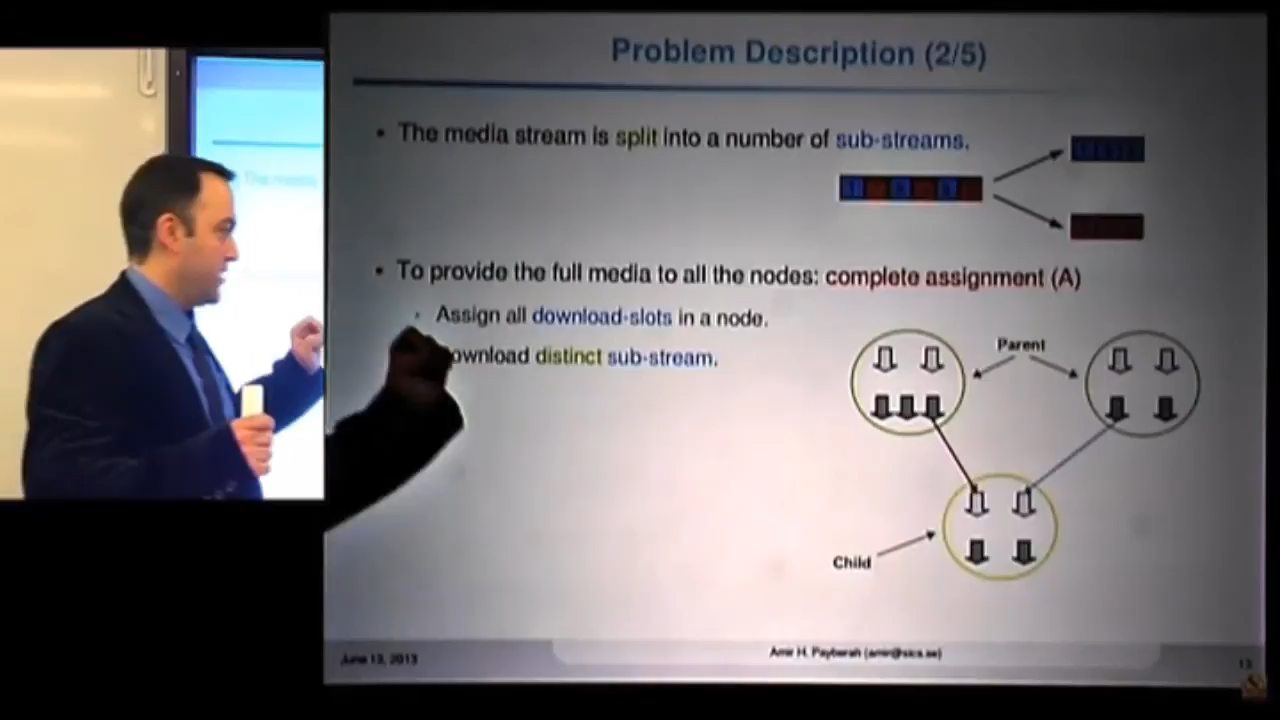 Problem Description (2/5)
• The media stream is split into a number of sub-streams.
• To provide the full media to all the nodes: complete assignment (A)
Assign all download-slots in a node.
ownload distinct sub-stream.
Parent
Child
June 13, 2013
Amir H. Payberah (amir@sics.se)